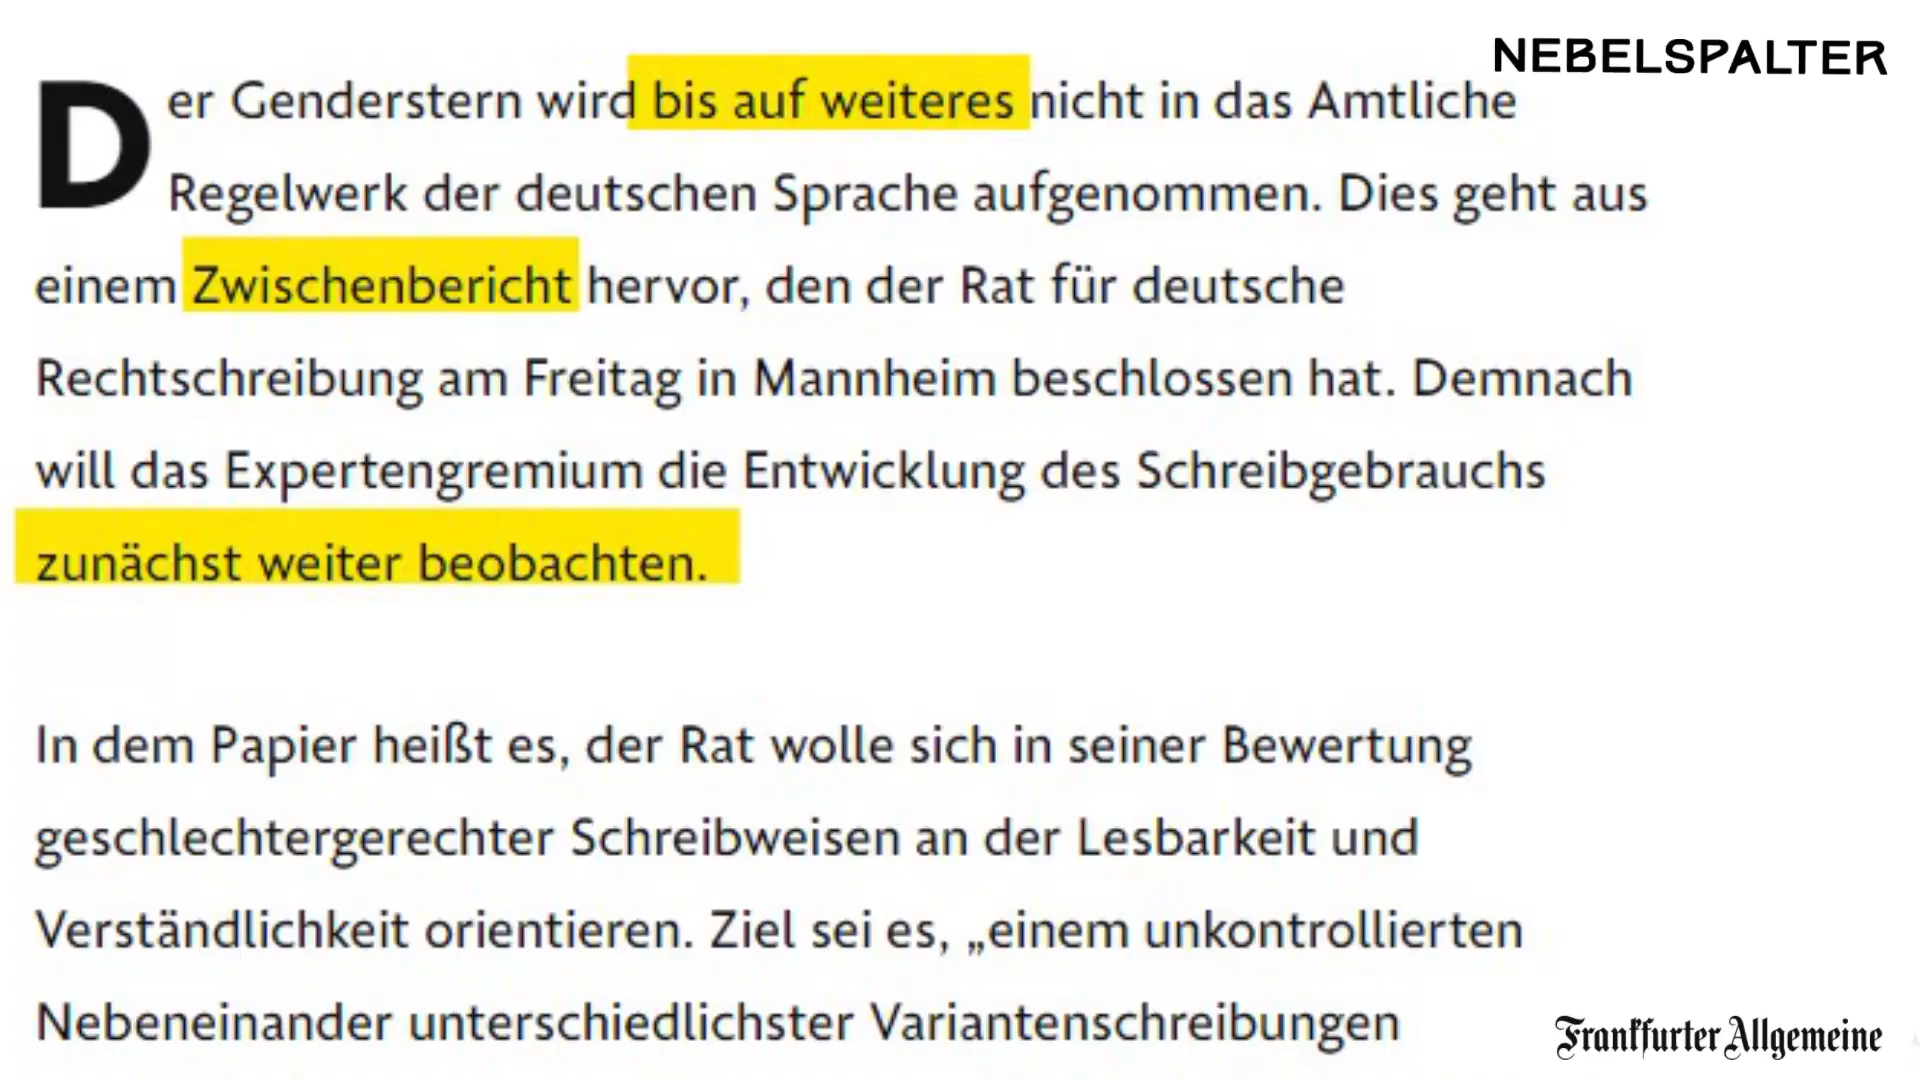 NEBELSPALTER
Der Genderstern wird bis auf weiteres nicht in das Amtliche
Regelwerk der deutschen Sprache aufgenommen. Dies geht aus
einem Zwischenbericht hervor, den der Rat für deutsche
Rechtschreibung am Freitag in Mannheim beschlossen hat. Demnach
will das Expertengremium die Entwicklung des Schreibgebrauchs
zunächst weiter beobachten.
In dem Papier heißt es, der Rat wolle sich in seiner Bewertung
geschlechtergerechter Schreibweisen an der Lesbarkeit und
Verständlichkeit orientieren. Ziel sei es, „einem unkontrollierten
Nebeneinander unterschiedlichster Variantenschreibungen
Frankfurter Allgemeine